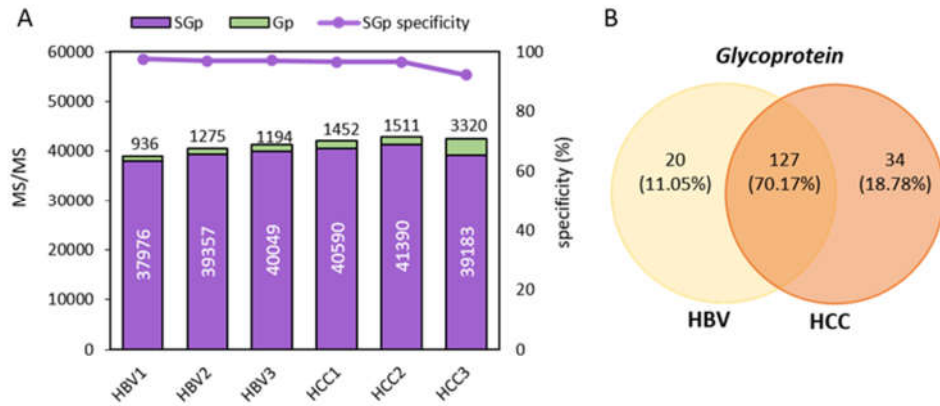 A
SGp
Gp
SGp specificity
60000
50000
40000
30000
20000
10000
0
MS/MS
936
1275
1194
1452
1511
3320
37976
39357
40049
40590
41390
39183
100
80
60
40
20
0
specificity (%)
HBV1
HBV2
HBV3
HCC1
HCC2
HCC3
B
Glycoprotein
20
(11.05%)
127
(70.17%)
34
(18.78%)
HBV
HCC